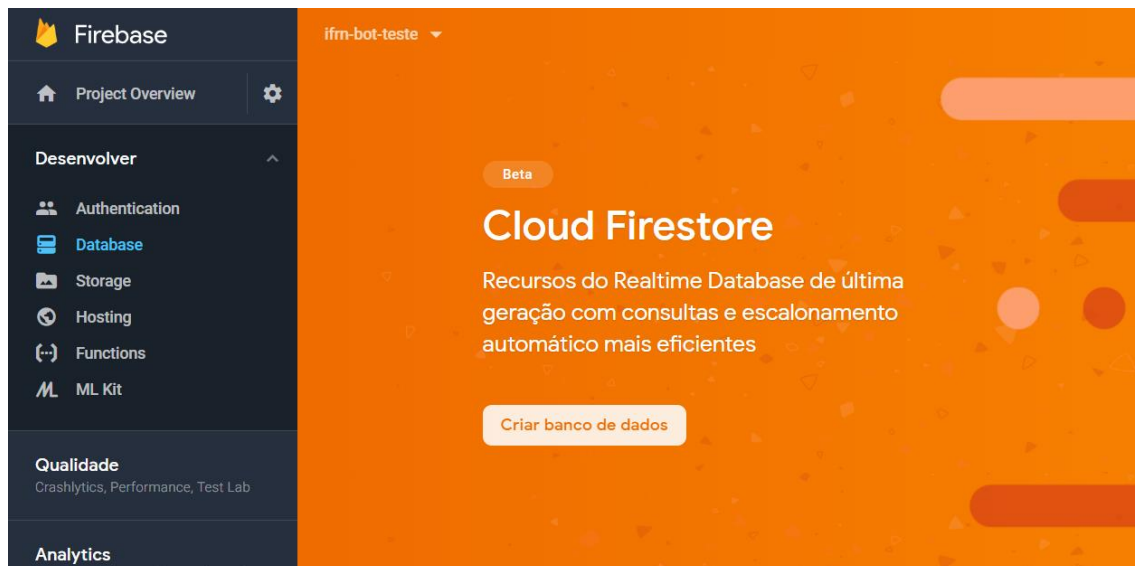 Firebase
ifrn-bot-teste
Project Overview
Desenvolver
Authentication
Database
Storage
Hosting
Functions
ML Kit
Qualidade
Crashlytics, Performance, Test Lab
Analytics
Beta
Cloud Firestore
Recursos do Realtime Database de última
geração com consultas e escalonamento
automático mais eficientes
Criar banco de dados